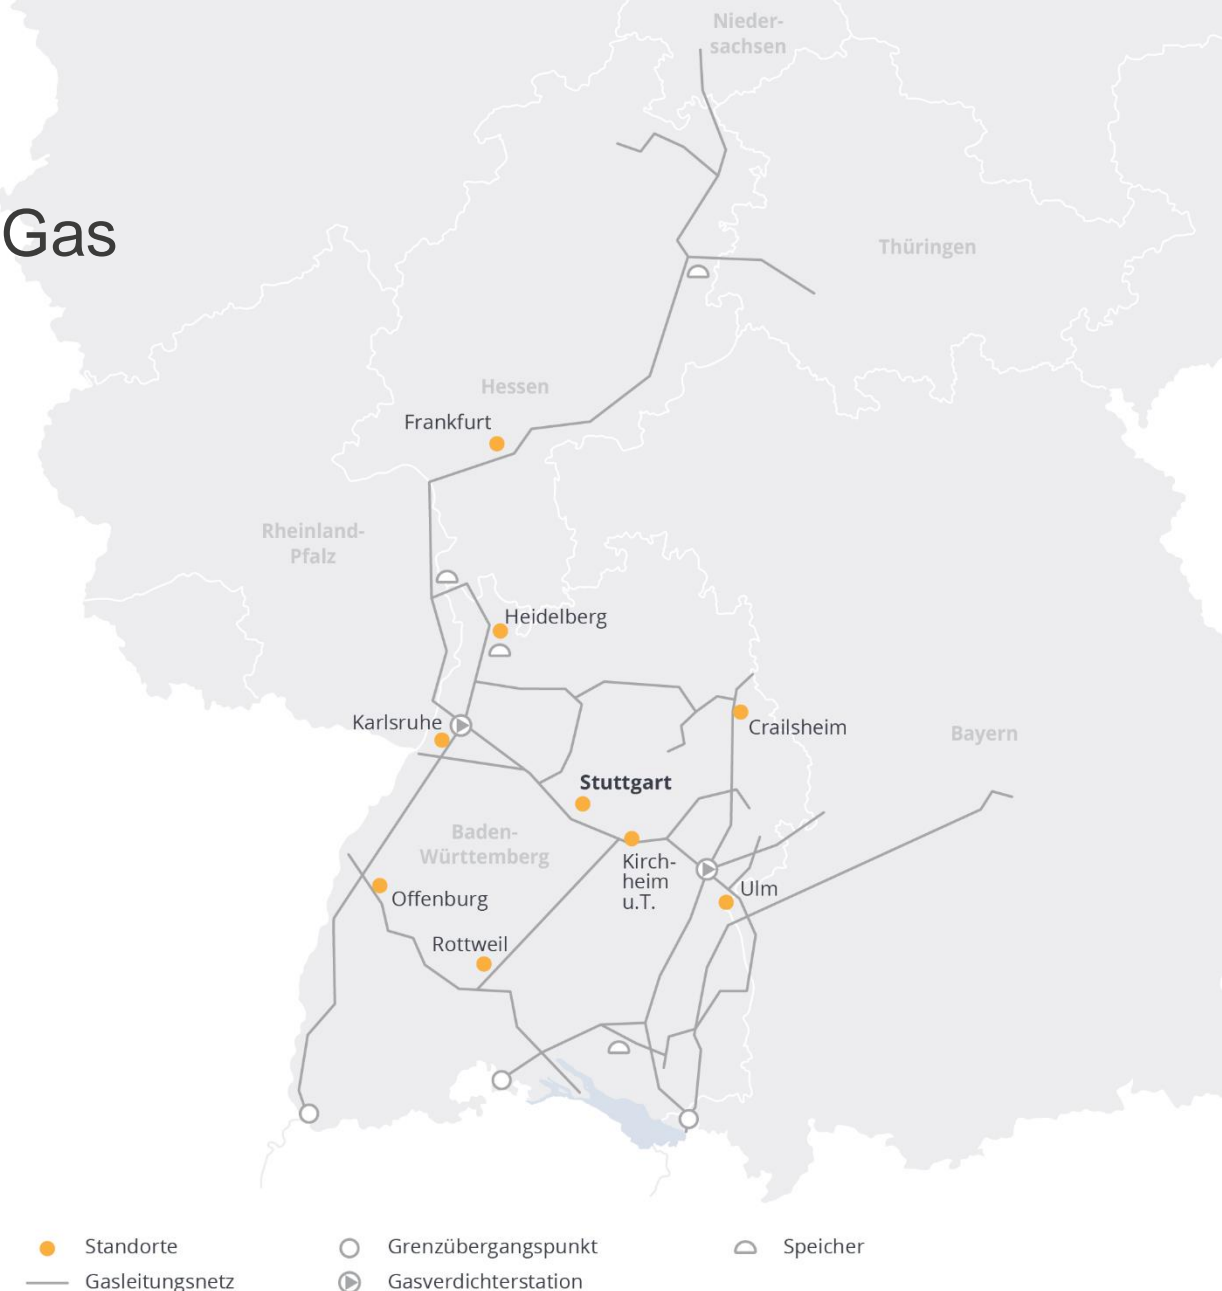 Nieder-
sachsen
Gas
Thüringen
Hessen
Frankfurt
Rheinland-
Pfalz
Heidelberg
Karlsruhe
Crailsheim
Bayern
Stuttgart
Baden-
Württemberg
Kirch-
heim
u.T.
Ulm
Offenburg
Rottweil
Standorte
Grenzübergangspunkt
Speicher
Gasleitungsnetz
Gasverdichterstation